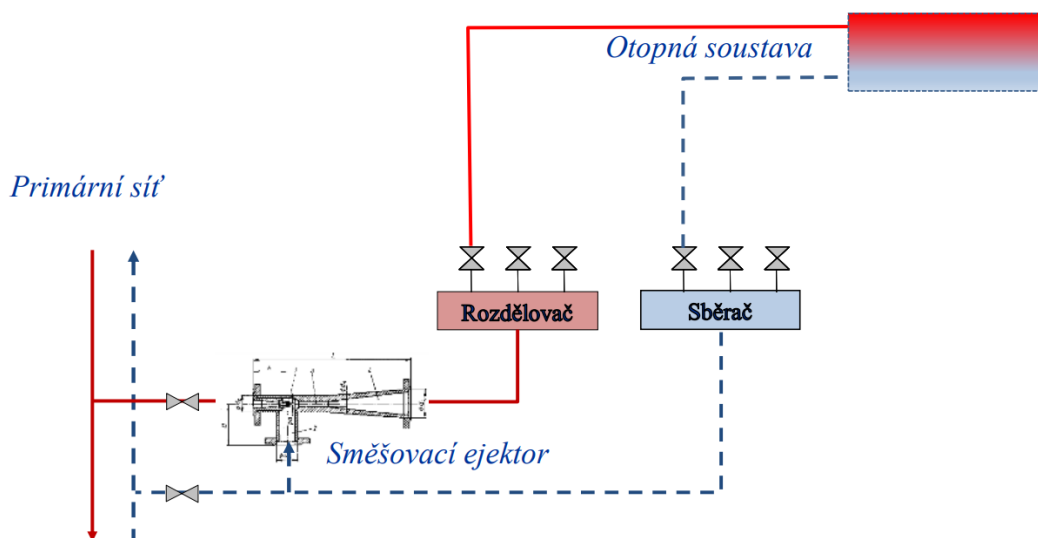 Otopná soustava
Primární síť
Rozdělovač
Sběrač
Směšovací ejektor